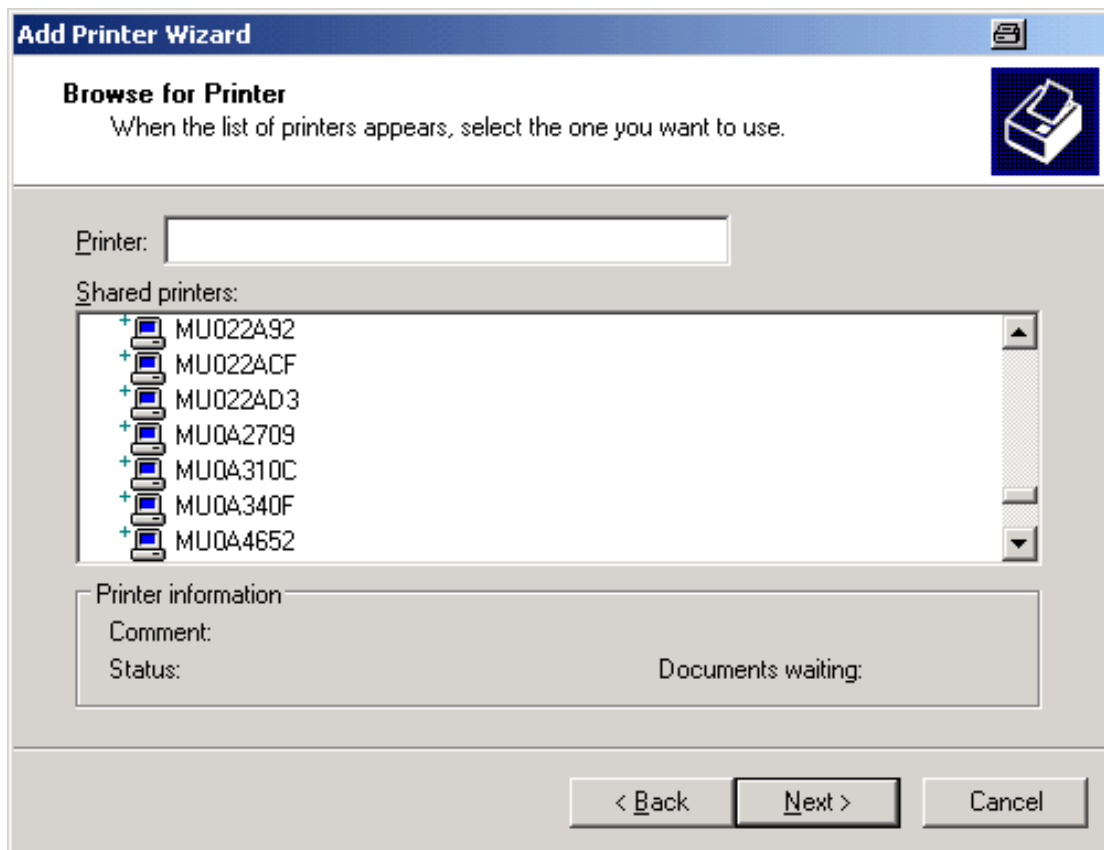 Add Printer Wizard
Browse for Printer
When the list of printers appears, select the one you want to use.
Printer:
Shared printers:
MU022A92
MU022ACF
MU022AD3
MU0A2709
MU0A310C
MU0A340F
MU0A4652
Printer information
Comment:
Status: Documents waiting:
< Back Next > Cancel